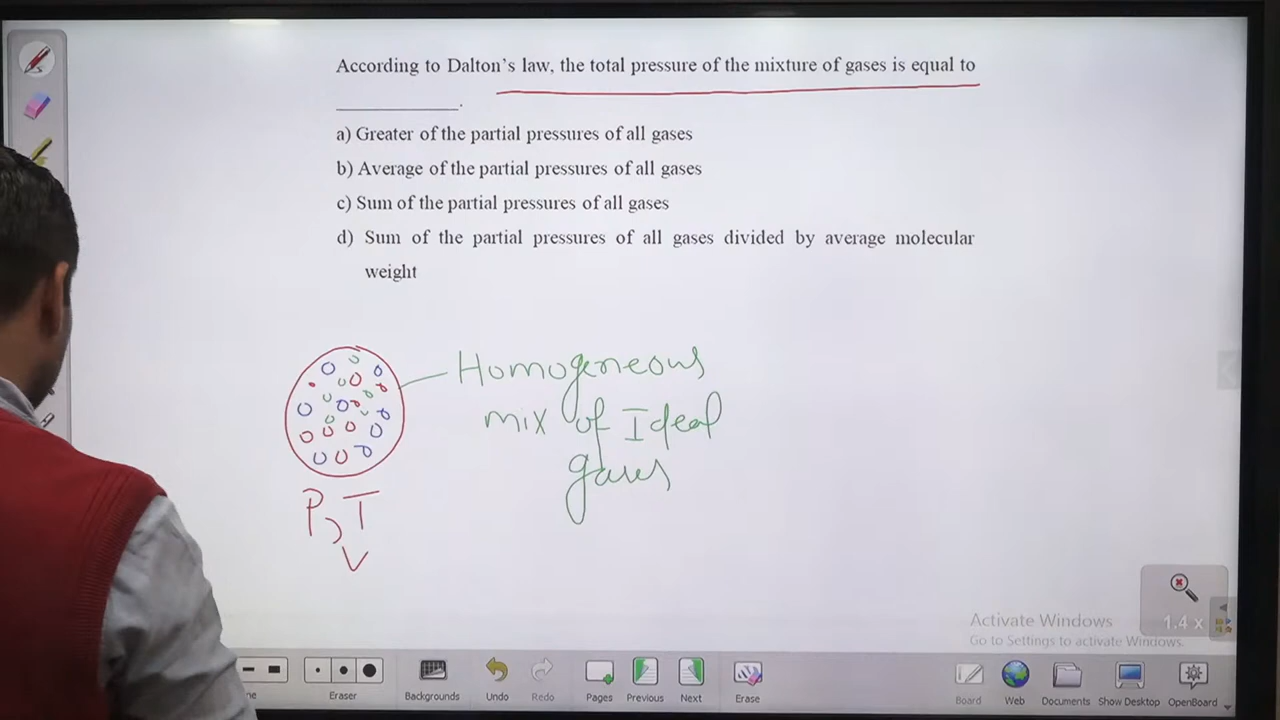 According to Dalton's law, the total pressure of the mixture of gases is equal to
____________.
a) Greater of the partial pressures of all gases
b) Average of the partial pressures of all gases
c) Sum of the partial pressures of all gases
d) Sum of the partial pressures of all gases divided by average molecular
weight
Homogeneous
mix of Ideal
gases
P, T
V
Activate Windows
Go to Settings to activate Windows.
1.4 x
Eraser
Backgrounds
Undo
Redo
Pages
Previous
Next
Erase
Board
Web
Documents
Show Desktop
OpenBoard